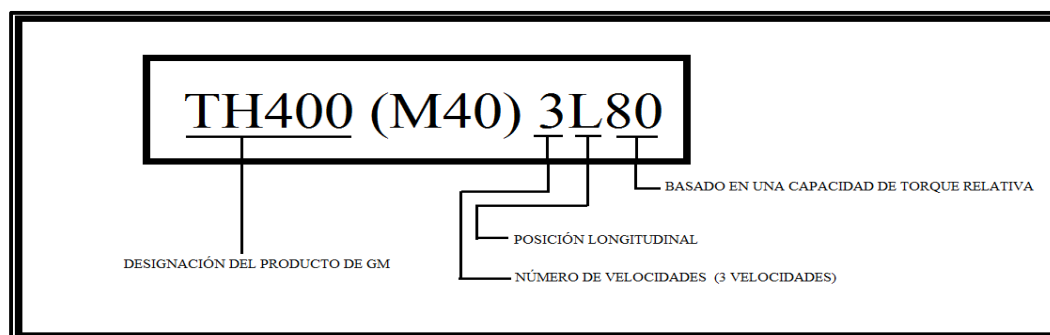 TH400 (M40) 3L80
BASADO EN UNA CAPACIDAD DE TORQUE RELATIVA
POSICIÓN LONGITUDINAL
DESIGNACIÓN DEL PRODUCTO DE GM
NÚMERO DE VELOCIDADES (3 VELOCIDADES)